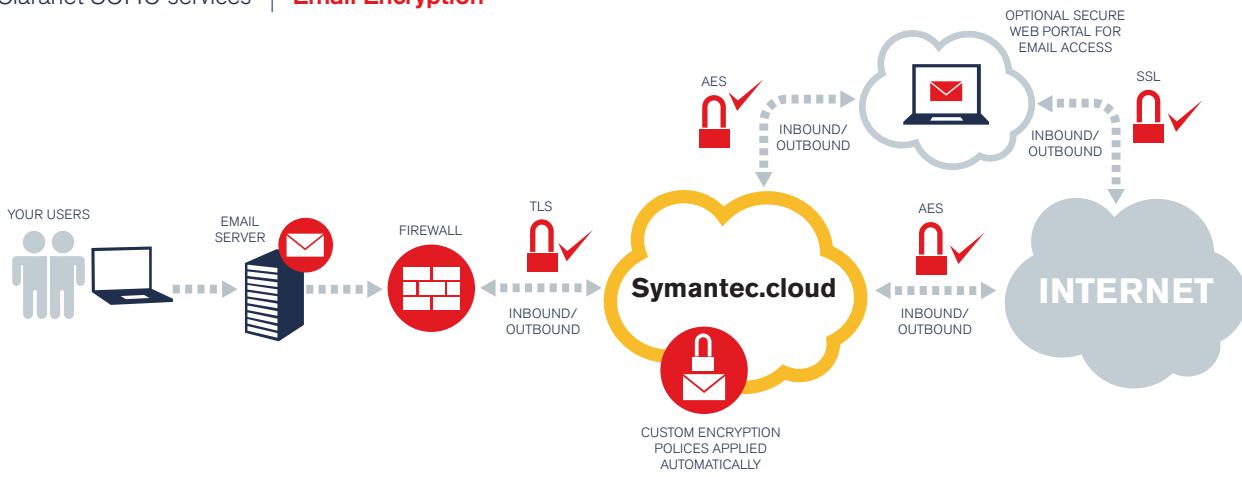 Email Encryption
OPTIONAL SECURE
WEB PORTAL FOR
EMAIL ACCESS
AES
SSL
INBOUND/
OUTBOUND
INBOUND/
OUTBOUND
YOUR USERS
EMAIL
SERVER
FIREWALL
TLS
AES
Symantec.cloud
INTERNET
INBOUND/
OUTBOUND
INBOUND/
OUTBOUND
CUSTOM ENCRYPTION
POLICES APPLIED
AUTOMATICALLY